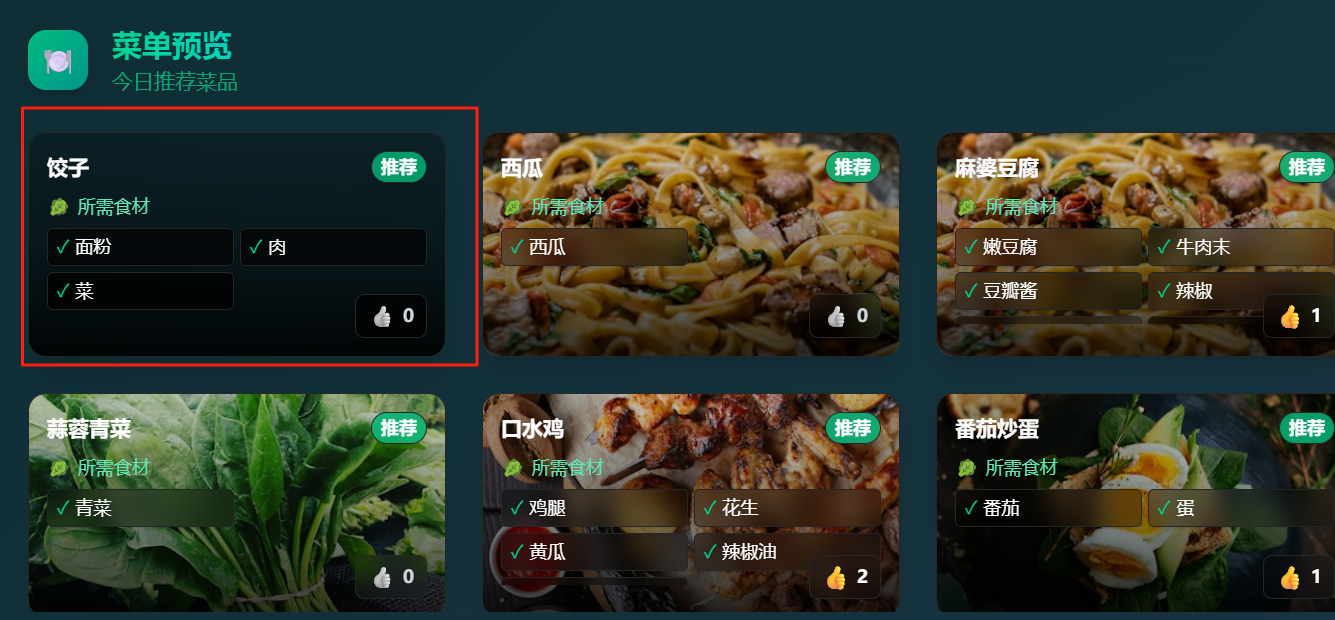 菜单预览
今日推荐菜品
饺子 推荐
所需食材
✓ 面粉 ✓ 肉
✓ 菜
0
西瓜 推荐
所需食材
✓ 西瓜
0
麻婆豆腐 推荐
所需食材
✓ 嫩豆腐 ✓ 牛肉末
✓ 豆瓣酱 ✓ 辣椒
1
蒜蓉青菜 推荐
所需食材
✓ 青菜
0
口水鸡 推荐
所需食材
✓ 鸡腿 ✓ 花生
✓ 黄瓜 ✓ 辣椒油
2
番茄炒蛋 推荐
所需食材
✓ 番茄 ✓ 蛋
1